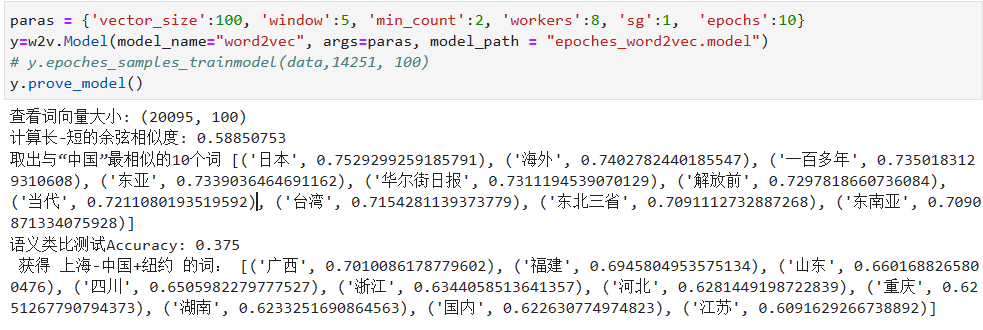 paras = {'vector_size':100, 'window':5, 'min_count':2, 'workers':8, 'sg':1,  'epochs':10}
y=w2v.Model(model_name="word2vec", args=paras, model_path = "epoches_word2vec.model")
# y.epoches_samples_trainmodel(data,14251, 100)
y.prove_model()
查看词向量大小: (20095, 100)
计算长-短的余弦相似度: 0.58850753
取出与“中国”最相似的10个词 [('日本', 0.7529299259185791), ('海外', 0.7402782440185547), ('一百多年', 0.735018312
9310608), ('东亚', 0.7339036464691162), ('华尔街日报', 0.7311194539070129), ('解放前', 0.7297818660736084),
('当代', 0.7211080193519592), ('台湾', 0.7154281139373779), ('东北三省', 0.7091112732887268), ('东南亚', 0.7090
871334075928)]
语义类比测试Accuracy: 0.375
 获得 上海-中国+纽约 的词: [('广西', 0.7010086178779602), ('福建', 0.6945804953575134), ('山东', 0.660168826580
0476), ('四川', 0.6505982279777527), ('浙江', 0.6344058513641357), ('河北', 0.6281449198722839), ('重庆', 0.62
51267790794373), ('湖南', 0.6233251690864563), ('国内', 0.622630774974823), ('江苏', 0.6091629266738892)]